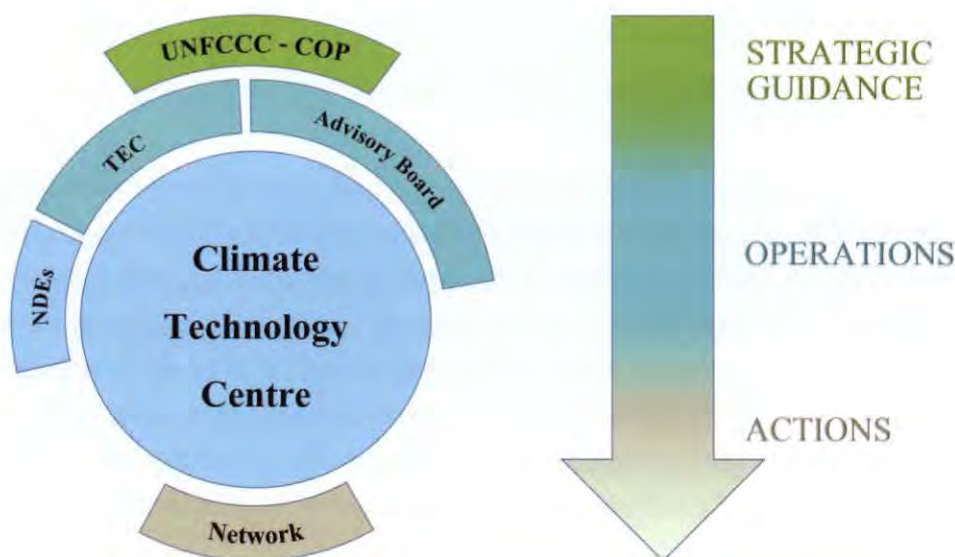 UNFCCC - COP
TEC
Advisory Board
NDEs
Climate
Technology
Centre
Network
STRATEGIC
GUIDANCE
OPERATIONS
ACTIONS